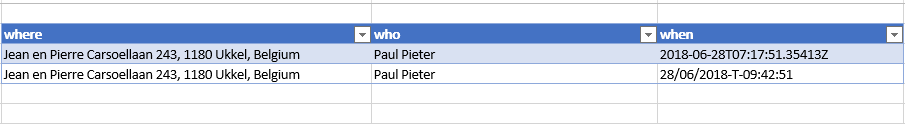 where who when
Jean en Pierre Carsoellaan 243, 1180 Ukkel, Belgium Paul Pieter 2018-06-28T07:17:51.35413Z
Jean en Pierre Carsoellaan 243, 1180 Ukkel, Belgium Paul Pieter 28/06/2018-T-09:42:51